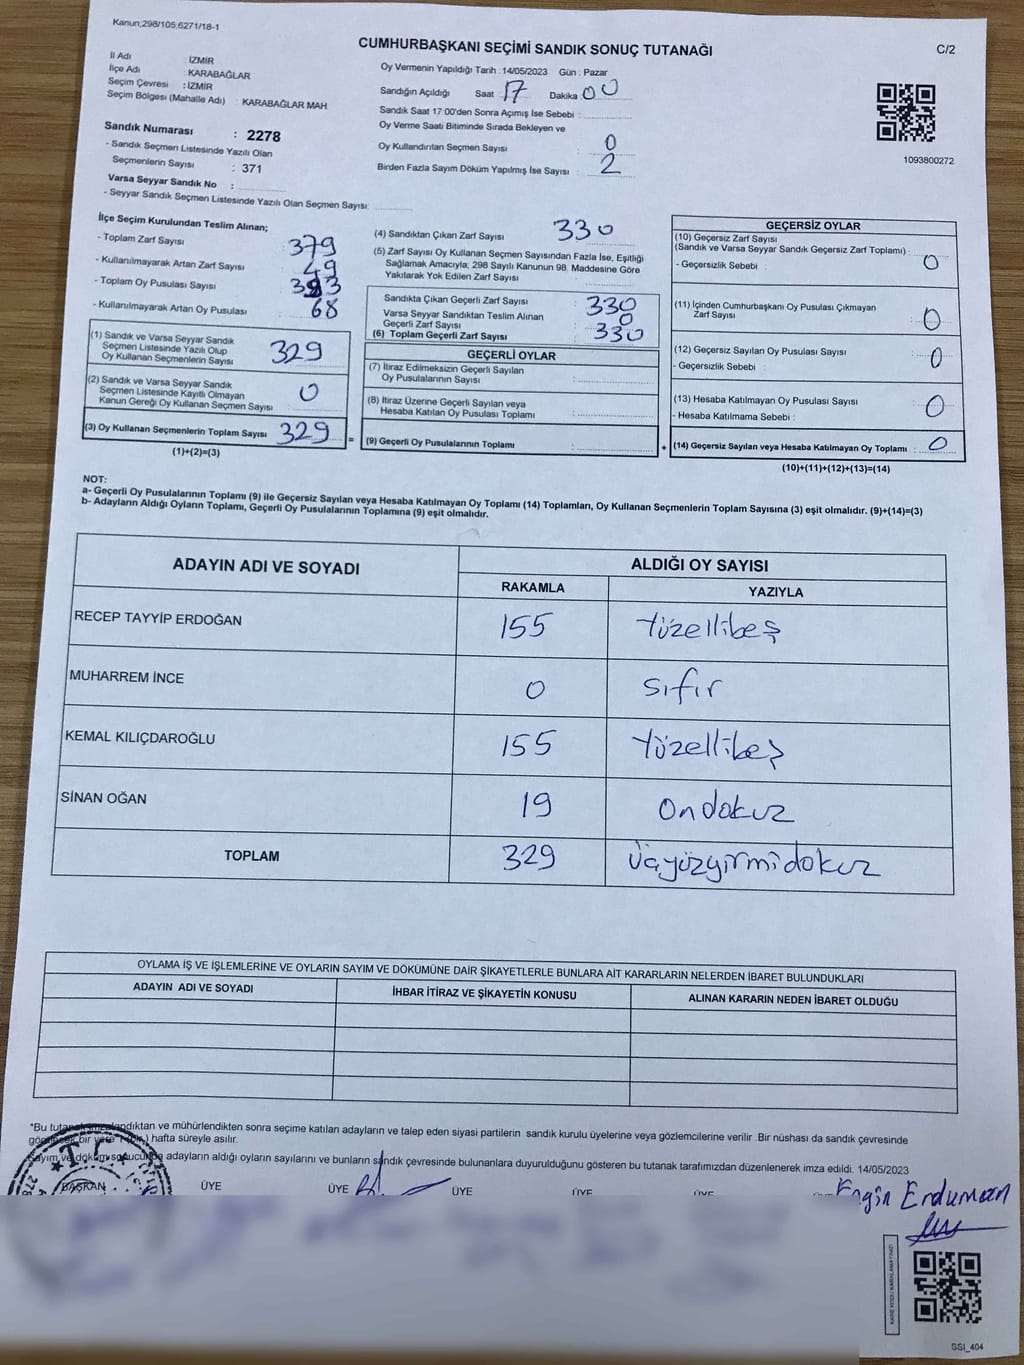 Kanun;298/105,6271/18-1
CUMHURBAŞKANI SEÇİMİ SANDIK SONUÇ TUTANAĞI
C/2
İl Adı : İZMİR
İlçe Adı : KARABAĞLAR
Seçim Çevresi : İZMİR
Seçim Bölgesi (Mahalle Adı) : KARABAĞLAR MAH
Sandık Numarası : 2278
- Sandık Seçmen Listesinde Yazılı Olan
Seçmenlerin Sayısı : 371
Varsa Seyyar Sandık No :
- Seyyar Sandık Seçmen Listesinde Yazılı Olan Seçmen Sayısı:
Oy Vermenin Yapıldığı Tarih :14/05/2023 Gün : Pazar
Sandığın Açıldığı Saat : 17 Dakika : 00
Sandık Saat 17:00'den Sonra Açımış İse Sebebi :
Oy Verme Saati Bitiminde Sırada Bekleyen ve
Oy Kullandırılan Seçmen Sayısı : 0
Birden Fazla Sayım Döküm Yapılmış İse Sayısı : 2
1093800272
İlçe Seçim Kurulundan Teslim Alınan;
- Toplam Zarf Sayısı : 379
- Kullanılmayarak Artan Zarf Sayısı : 49
- Toplam Oy Pusulası Sayısı :
- Kullanılmayarak Artan Oy Pusulası : 68
(1) Sandık ve Varsa Seyyar Sandık
Seçmen Listesinde Yazılı Olup
Oy Kullanan Seçmenlerin Sayısı : 329
(2) Sandık ve Varsa Seyyar Sandık
Seçmen Listesinde Kayıtlı Olmayan
Kanun Gereği Oy Kullanan Seçmen Sayısı : 0
(3) Oy Kullanan Seçmenlerin Toplam Sayısı : 329
(1)+(2)=(3)
(4) Sandıktan Çıkan Zarf Sayısı : 330
(5) Zarf Sayısı Oy Kullanan Seçmen Sayısından Fazla İse, Eşitliği
Sağlamak Amacıyla; 298 Sayılı Kanunun 98. Maddesine Göre
Yakılarak Yok Edilen Zarf Sayısı :
Sandıkta Çıkan Geçerli Zarf Sayısı : 330
Varsa Seyyar Sandıktan Teslim Alınan
Geçerli Zarf Sayısı : 0
(6) Toplam Geçerli Zarf Sayısı : 330
GEÇERLİ OYLAR
(7) İtiraz Edilmeksizin Geçerli Sayılan
Oy Pusulalarının Sayısı :
(8) İtiraz Üzerine Geçerli Sayılan veya
Hesaba Katılan Oy Pusulası Toplamı :
= (9) Geçerli Oy Pusulalarının Toplamı :
GEÇERSİZ OYLAR
(10) Geçersiz Zarf Sayısı
(Sandık ve Varsa Seyyar Sandık Geçersiz Zarf Toplamı) : 0
- Geçersizlik Sebebi :
(11) İçinden Cumhurbaşkanı Oy Pusulası Çıkmayan
Zarf Sayısı : 0
(12) Geçersiz Sayılan Oy Pusulası Sayısı : 0
- Geçersizlik Sebebi :
(13) Hesaba Katılmayan Oy Pusulası Sayısı : 0
- Hesaba Katılmama Sebebi :
+ (14) Geçersiz Sayılan veya Hesaba Katılmayan Oy Toplamı : 0
(10)+(11)+(12)+(13)=(14)
NOT:
a- Geçerli Oy Pusulalarının Toplamı (9) ile Geçersiz Sayılan veya Hesaba Katılmayan Oy Toplamı (14) Toplamları, Oy Kullanan Seçmenlerin Toplam Sayısına (3) eşit olmalıdır. (9)+(14)=(3)
b- Adayların Aldığı Oyların Toplamı, Geçerli Oy Pusulalarının Toplamına (9) eşit olmalıdır.
ADAYIN ADI VE SOYADI ALDIĞI OY SAYISI
RAKAMLA YAZIYLA
RECEP TAYYİP ERDOĞAN 155 Yüzellibeş
MUHARREM İNCE 0 sıfır
KEMAL KILIÇDAROĞLU 155 Yüzellibeş
SİNAN OĞAN 19 Ondokuz
TOPLAM 329 Üçyüzyirmidokuz
OYLAMA İŞ VE İŞLEMLERİNE VE OYLARIN SAYIM VE DÖKÜMÜNE DAİR ŞİKAYETLERLE BUNLARA AİT KARARLARIN NELERDEN İBARET BULUNDUKLARI
ADAYIN ADI VE SOYADI İHBAR İTİRAZ VE ŞİKAYETİN KONUSU ALINAN KARARIN NEDEN İBARET OLDUĞU
*Bu tutanak imzalandıktan ve mühürlendikten sonra seçime katılan adayların ve talep eden siyasi partilerin sandık kurulu üyelerine veya gözlemcilerine verilir .Bir nüshası da sandık çevresinde
görülecek bir yere 1 (Bir) hafta süreyle asılır.
Sayım ve döküm sonucunda adayların aldığı oyların sayılarını ve bunların sandık çevresinde bulunanlara duyurulduğunu gösteren bu tutanak tarafımızdan düzenlenerek imza edildi. 14/05/2023
BAŞKAN ÜYE ÜYE ÜYE ÜYE ÜYE
Engin Erduman
KARE KODU KARALAMAYINIZ!
SSI_404